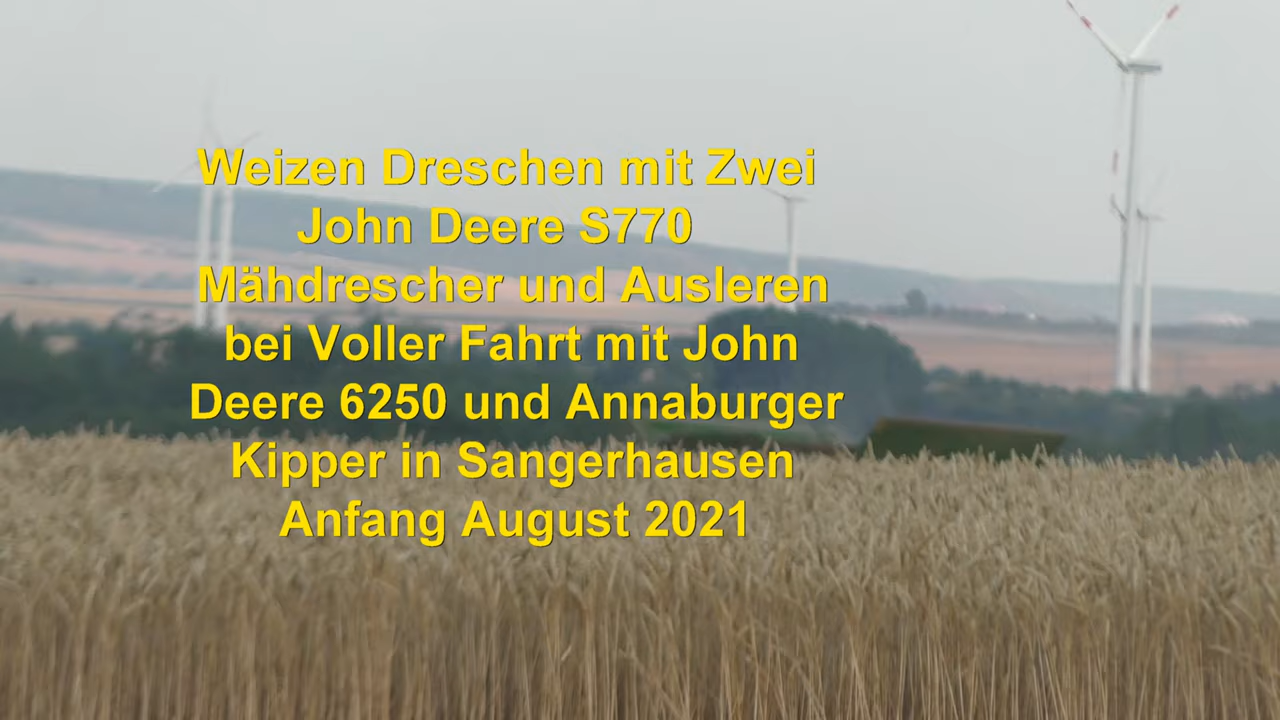 Weizen Dreschen mit Zwei
John Deere S770
Mähdrescher und Ausleren
bei Voller Fahrt mit John
Deere 6250 und Annaburger
Kipper in Sangerhausen
Anfang August 2021